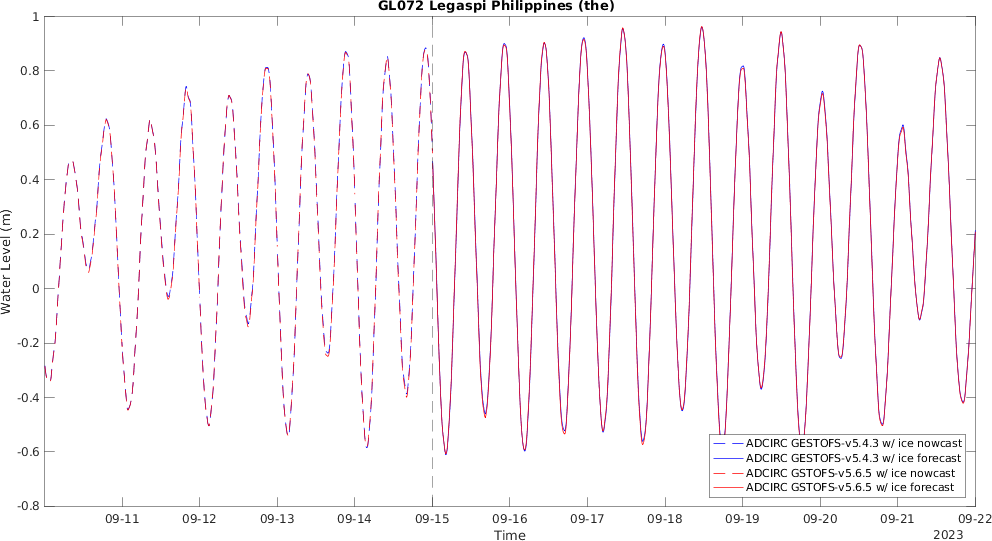 GL072 Legaspi Philippines (the)
1
0.8
0.6
0.4
0.2
0
-0.2
-0.4
-0.6
-0.8
Water Level (m)
ADCIRC GESTOFS-v5.4.3 w/ ice nowcast
ADCIRC GESTOFS-v5.4.3 w/ ice forecast
ADCIRC GSTOFS-v5.6.5 w/ ice nowcast
ADCIRC GSTOFS-v5.6.5 w/ ice forecast
09-11 09-12 09-13 09-14 09-15 09-16 09-17 09-18 09-19 09-20 09-21 09-22
Time
2023